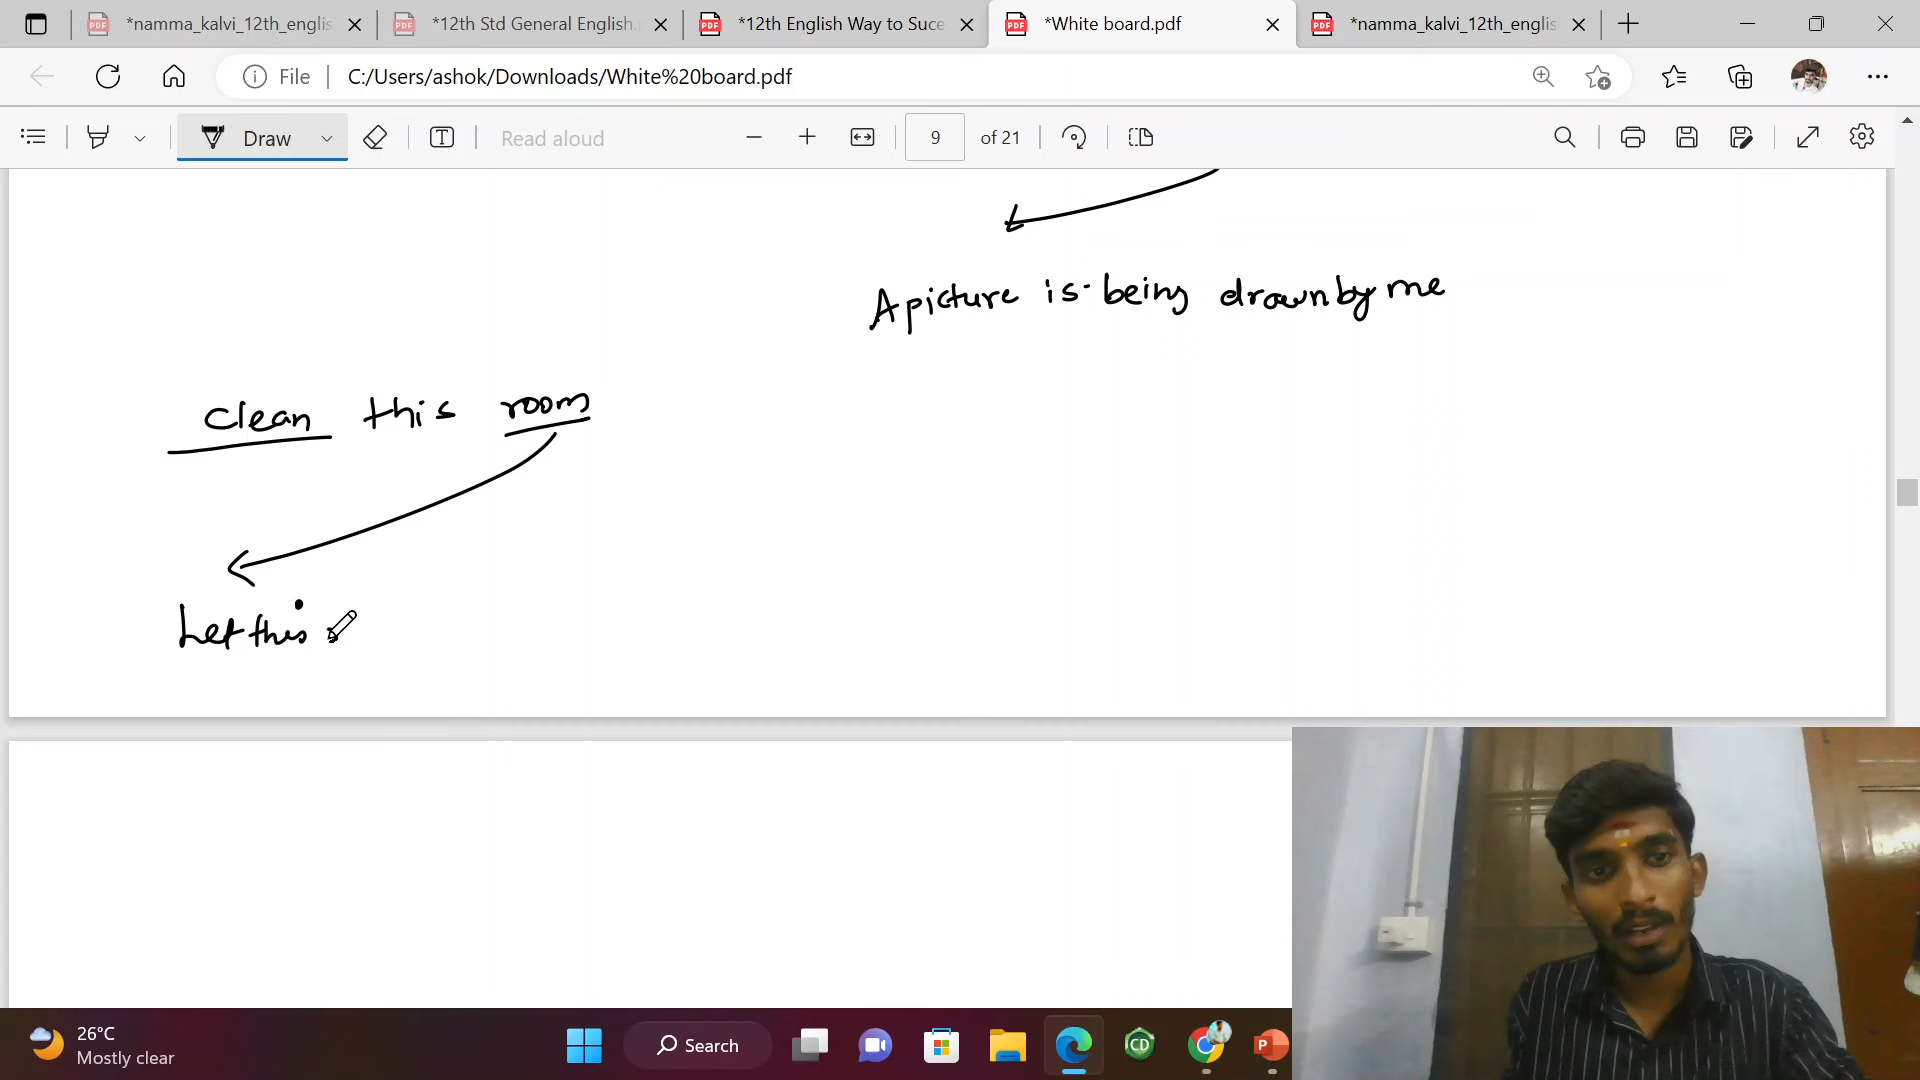 *namma_kalvi_12th_englis
*12th Std General English.
*12th English Way to Suce
*White board.pdf
*namma_kalvi_12th_englis
File
C:/Users/ashok/Downloads/White%20board.pdf
Draw
Read aloud
9
of 21
A picture is being drawn by me
clean this room
Let this
26°C
Mostly clear
Search